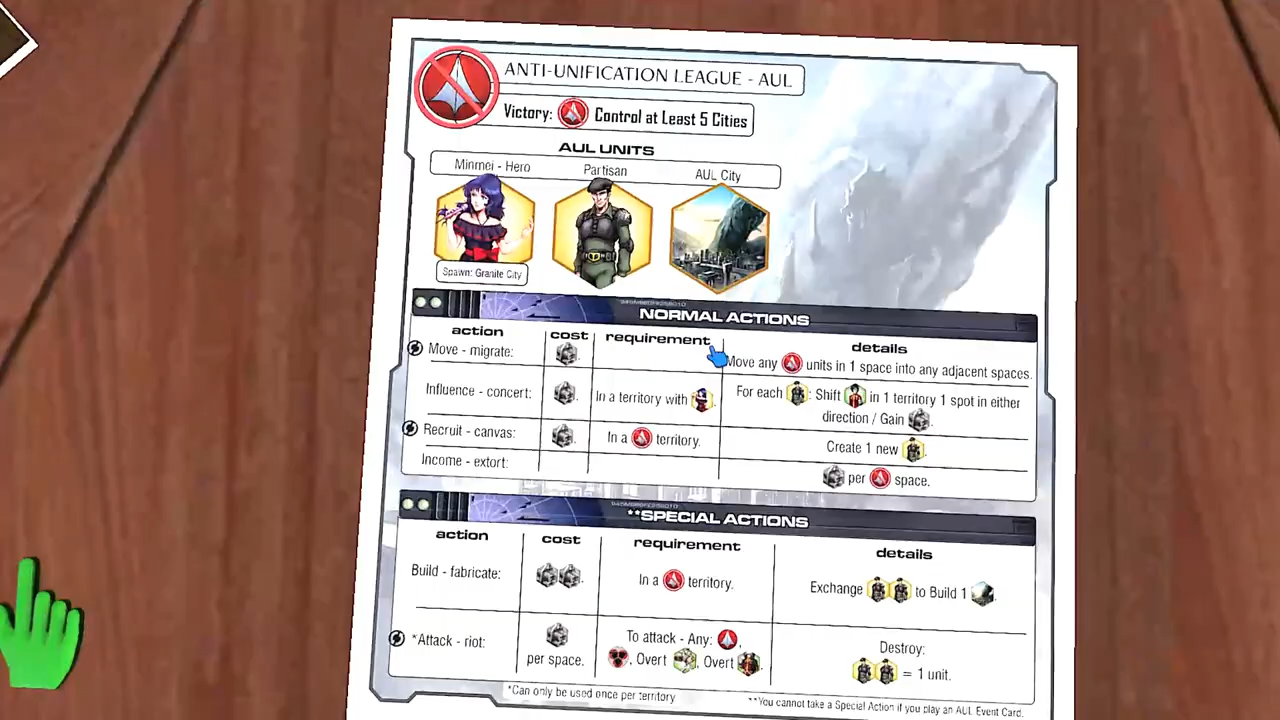 ANTI-UNIFICATION LEAGUE - AUL
Victory: Control at Least 5 Cities
AUL UNITS
Minmei - Hero Partisan AUL City
Spawn: Granite City
NORMAL ACTIONS
action cost requirement details
Move - migrate: Move any units in 1 space into any adjacent spaces.
Influence - concert: In a territory with . For each : Shift in 1 territory 1 spot in either
direction / Gain .
Recruit - canvas: In a territory. Create 1 new .
Income - extort: per space.
**SPECIAL ACTIONS
action cost requirement details
Build - fabricate: In a territory. Exchange to Build 1 .
*Attack - riot: per space. To attack - Any: ,
, Overt , Overt .
Destroy:
= 1 unit.
*Can only be used once per territory
**You cannot take a Special Action if you play an AUL Event Card.